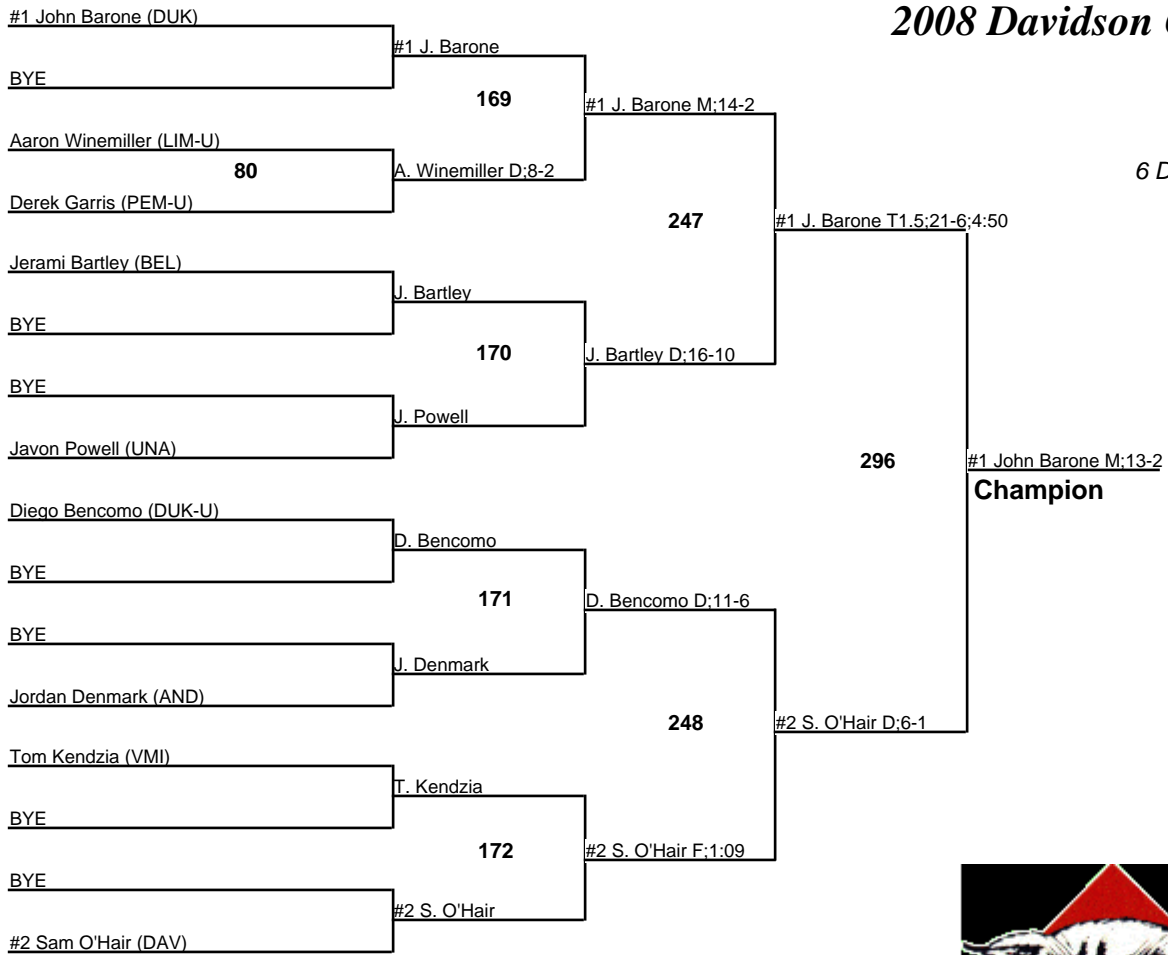 #1 John Barone (DUK)
2008 Davidson
#1 J. Barone
BYE
169
#1 J. Barone M;14-2
Aaron Winemiller (LIM-U)
80
A. Winemiller D;8-2
6 D
Derek Garris (PEM-U)
247
#1 J. Barone T1.5;21-6;4:50
Jerami Bartley (BEL)
J. Bartley
BYE
170
J. Bartley D;16-10
BYE
J. Powell
Javon Powell (UNA)
296
#1 John Barone M;13-2
Champion
Diego Bencomo (DUK-U)
D. Bencomo
BYE
171
D. Bencomo D;11-6
BYE
J. Denmark
Jordan Denmark (AND)
248
#2 S. O'Hair D;6-1
Tom Kendzia (VMI)
T. Kendzia
BYE
172
#2 S. O'Hair F;1:09
BYE
#2 S. O'Hair
#2 Sam O'Hair (DAV)